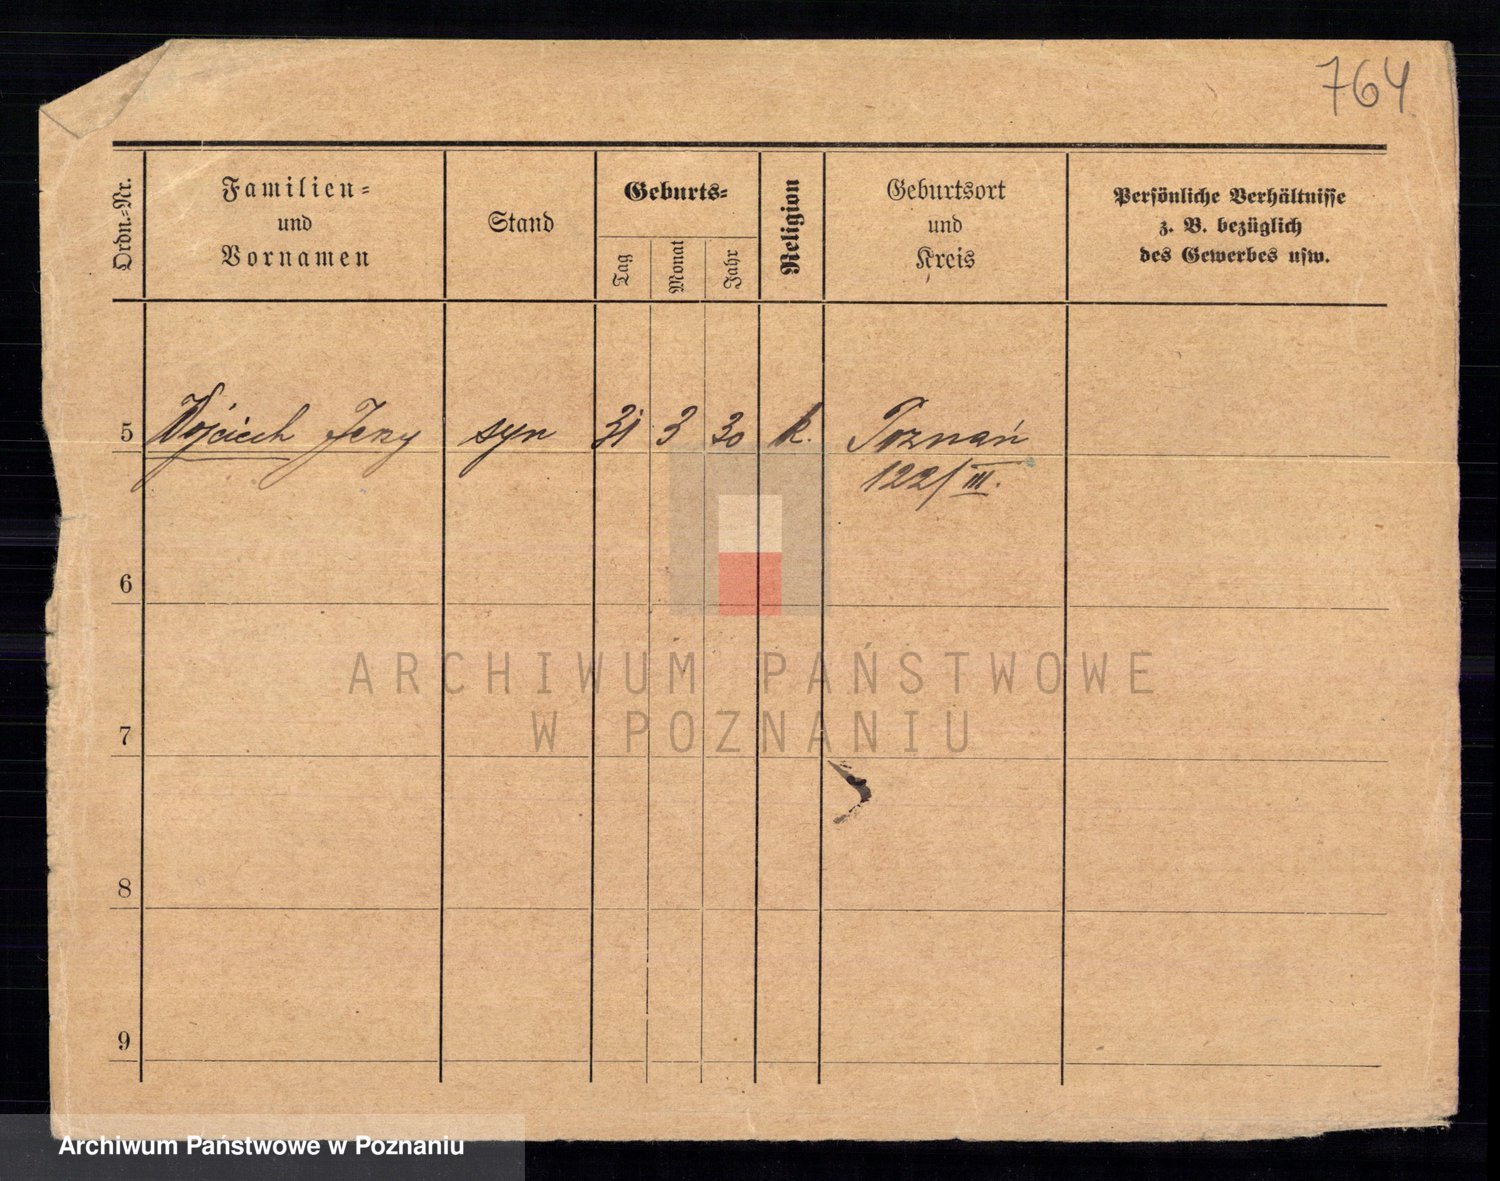 764
Ordn.-Nr.
Familien-
und
Vornamen
Stand
Geburts-
Tag
Monat
Jahr
Religion
Geburtsort
und
Kreis
Persönliche Verhältnisse
z. B. bezüglich
des Gewerbes usw.
5 Wojciech Jerzy syn 31 3 30 k. Poznań
122/III.
6
7
8
9
ARCHIWUM PAŃSTWOWE
W POZNANIU
Archiwum Państwowe w Poznaniu